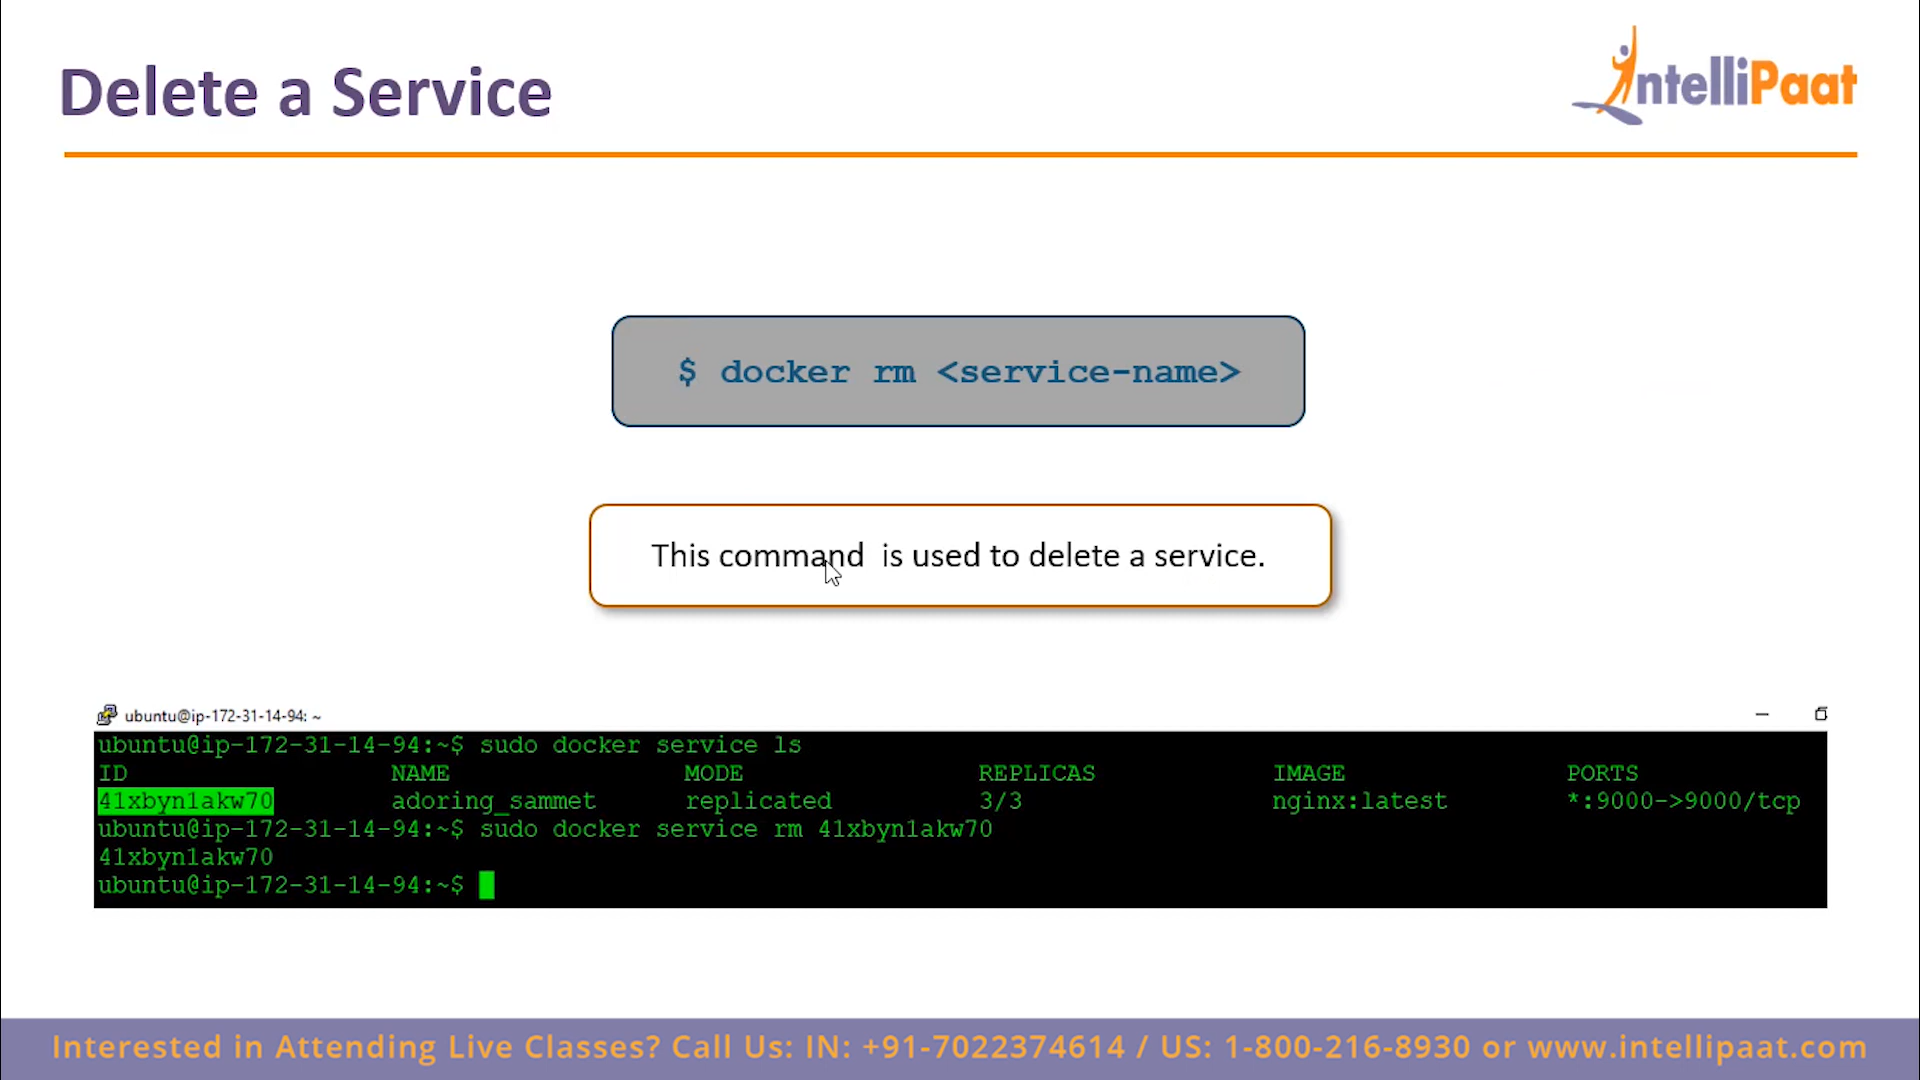 Delete a Service
IntelliPaat
$ docker rm <service-name>
This command  is used to delete a service.
ubuntu@ip-172-31-14-94: ~
ubuntu@ip-172-31-14-94:~$ sudo docker service ls
ID NAME MODE REPLICAS IMAGE PORTS
41xbyn1akw70 adoring_sammet replicated 3/3 nginx:latest *:9000->9000/tcp
ubuntu@ip-172-31-14-94:~$ sudo docker service rm 41xbyn1akw70
41xbyn1akw70
ubuntu@ip-172-31-14-94:~$
Interested in Attending Live Classes? Call Us: IN: +91-7022374614 / US: 1-800-216-8930 or www.intellipaat.com